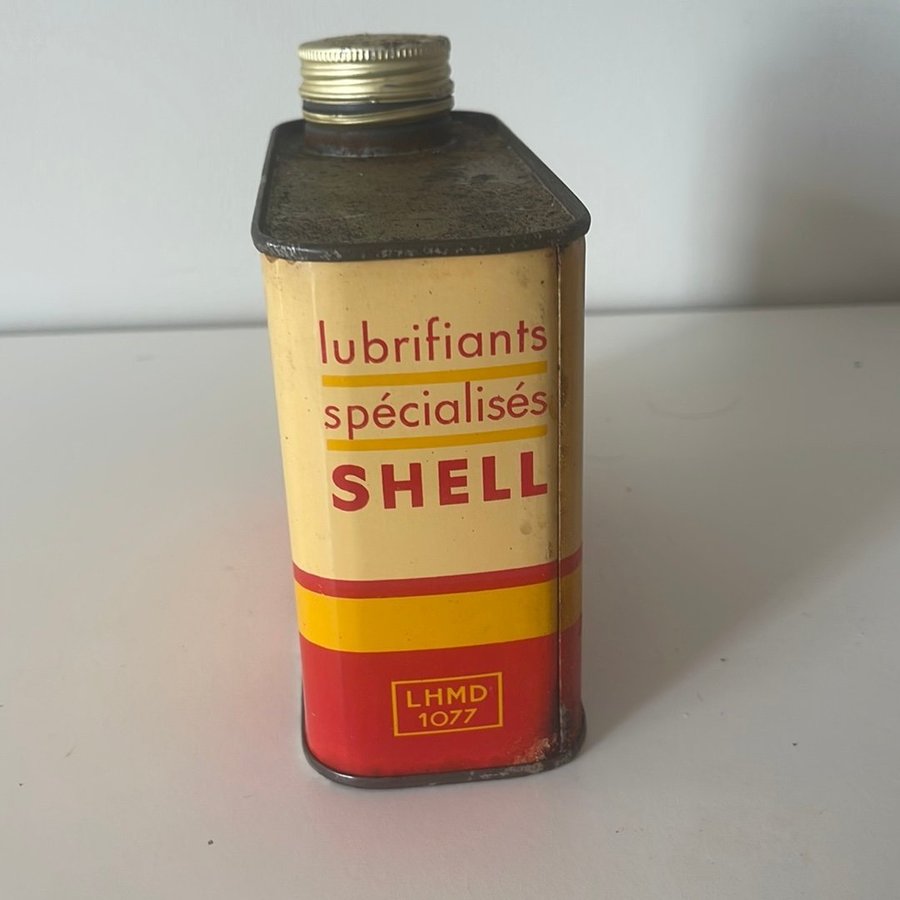 lubrifiants
spécialisés
SHELL
LHMD
1077